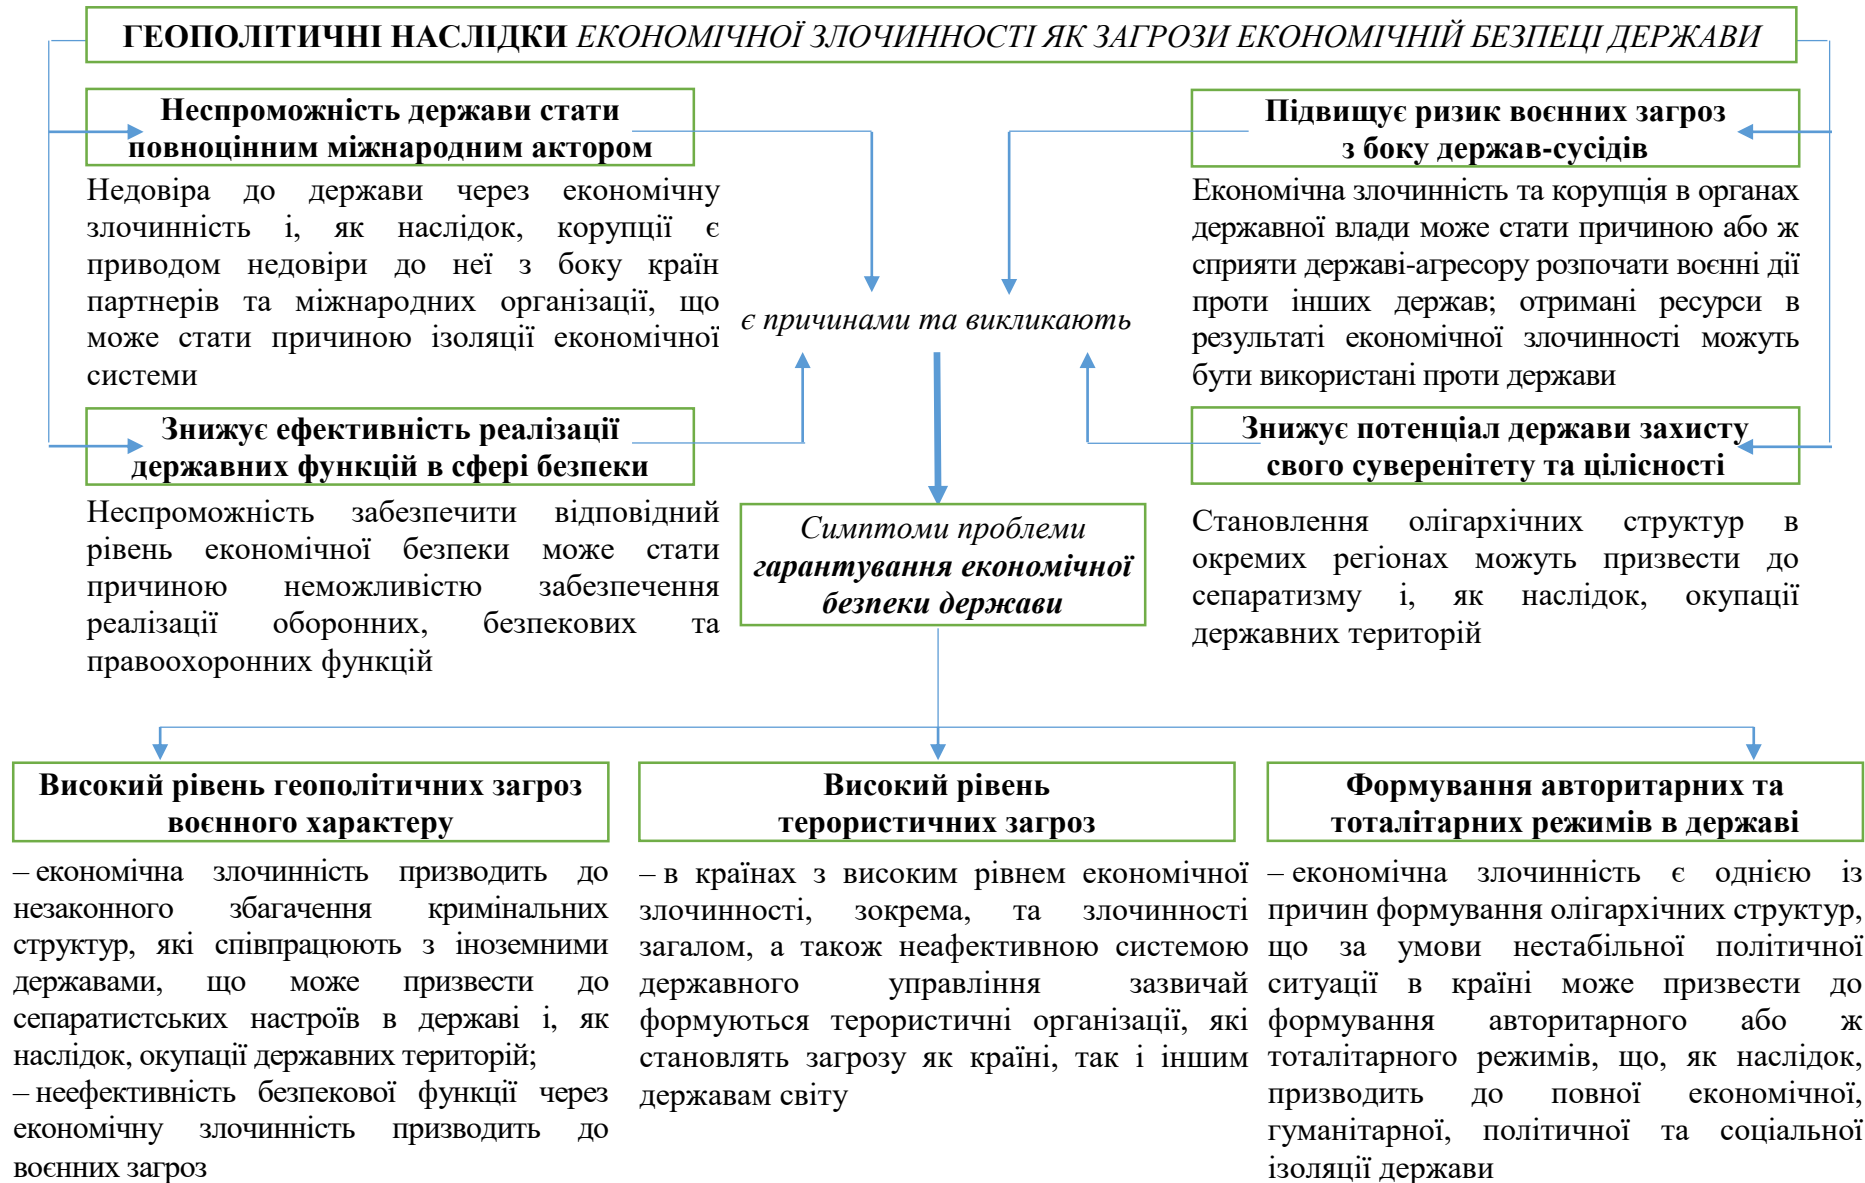 ГЕОПОЛІТИЧНІ НАСЛІДКИ ЕКОНОМІЧНОЇ ЗЛОЧИННОСТІ ЯК ЗАГРОЗИ ЕКОНОМІЧНІЙ БЕЗПЕЦІ ДЕРЖАВИ
Неспроможність держави стати
повноцінним міжнародним актором
Недовіра до держави через економічну
злочинність і, як наслідок, корупції є
приводом недовіри до неї з боку країн
партнерів та міжнародних організації, що
може стати причиною ізоляції економічної
системи
Знижує ефективність реалізації
державних функцій в сфері безпеки
Неспроможність забезпечити відповідний
рівень економічної безпеки може стати
причиною неможливістю забезпечення
реалізації оборонних, безпекових та
правоохоронних функцій
є причинами та викликають
Симптоми проблеми
гарантування економічної
безпеки держави
Підвищує ризик воєнних загроз
з боку держав-сусідів
Економічна злочинність та корупція в органах
державної влади може стати причиною або ж
сприяти державі-агресору розпочати воєнні дії
проти інших держав; отримані ресурси в
результаті економічної злочинності можуть
бути використані проти держави
Знижує потенціал держави захисту
свого суверенітету та цілісності
Становлення олігархічних структур в
окремих регіонах можуть призвести до
сепаратизму і, як наслідок, окупації
державних територій
Високий рівень геополітичних загроз
воєнного характеру
– економічна злочинність призводить до
незаконного збагачення кримінальних
структур, які співпрацюють з іноземними
державами, що може призвести до
сепаратистських настроїв в державі і, як
наслідок, окупації державних територій;
– неефективність безпекової функції через
економічну злочинність призводить до
воєнних загроз
Високий рівень
терористичних загроз
– в країнах з високим рівнем економічної
злочинності, зокрема, та злочинності
загалом, а також неафективною системою
державного управління зазвичай
формуються терористичні організації, які
становлять загрозу як країні, так і іншим
державам світу
Формування авторитарних та
тоталітарних режимів в державі
– економічна злочинність є однією із
причин формування олігархічних структур,
що за умови нестабільної політичної
ситуації в країні може призвести до
формування авторитарного або ж
тоталітарного режимів, що, як наслідок,
призводить до повної економічної,
гуманітарної, політичної та соціальної
ізоляції держави